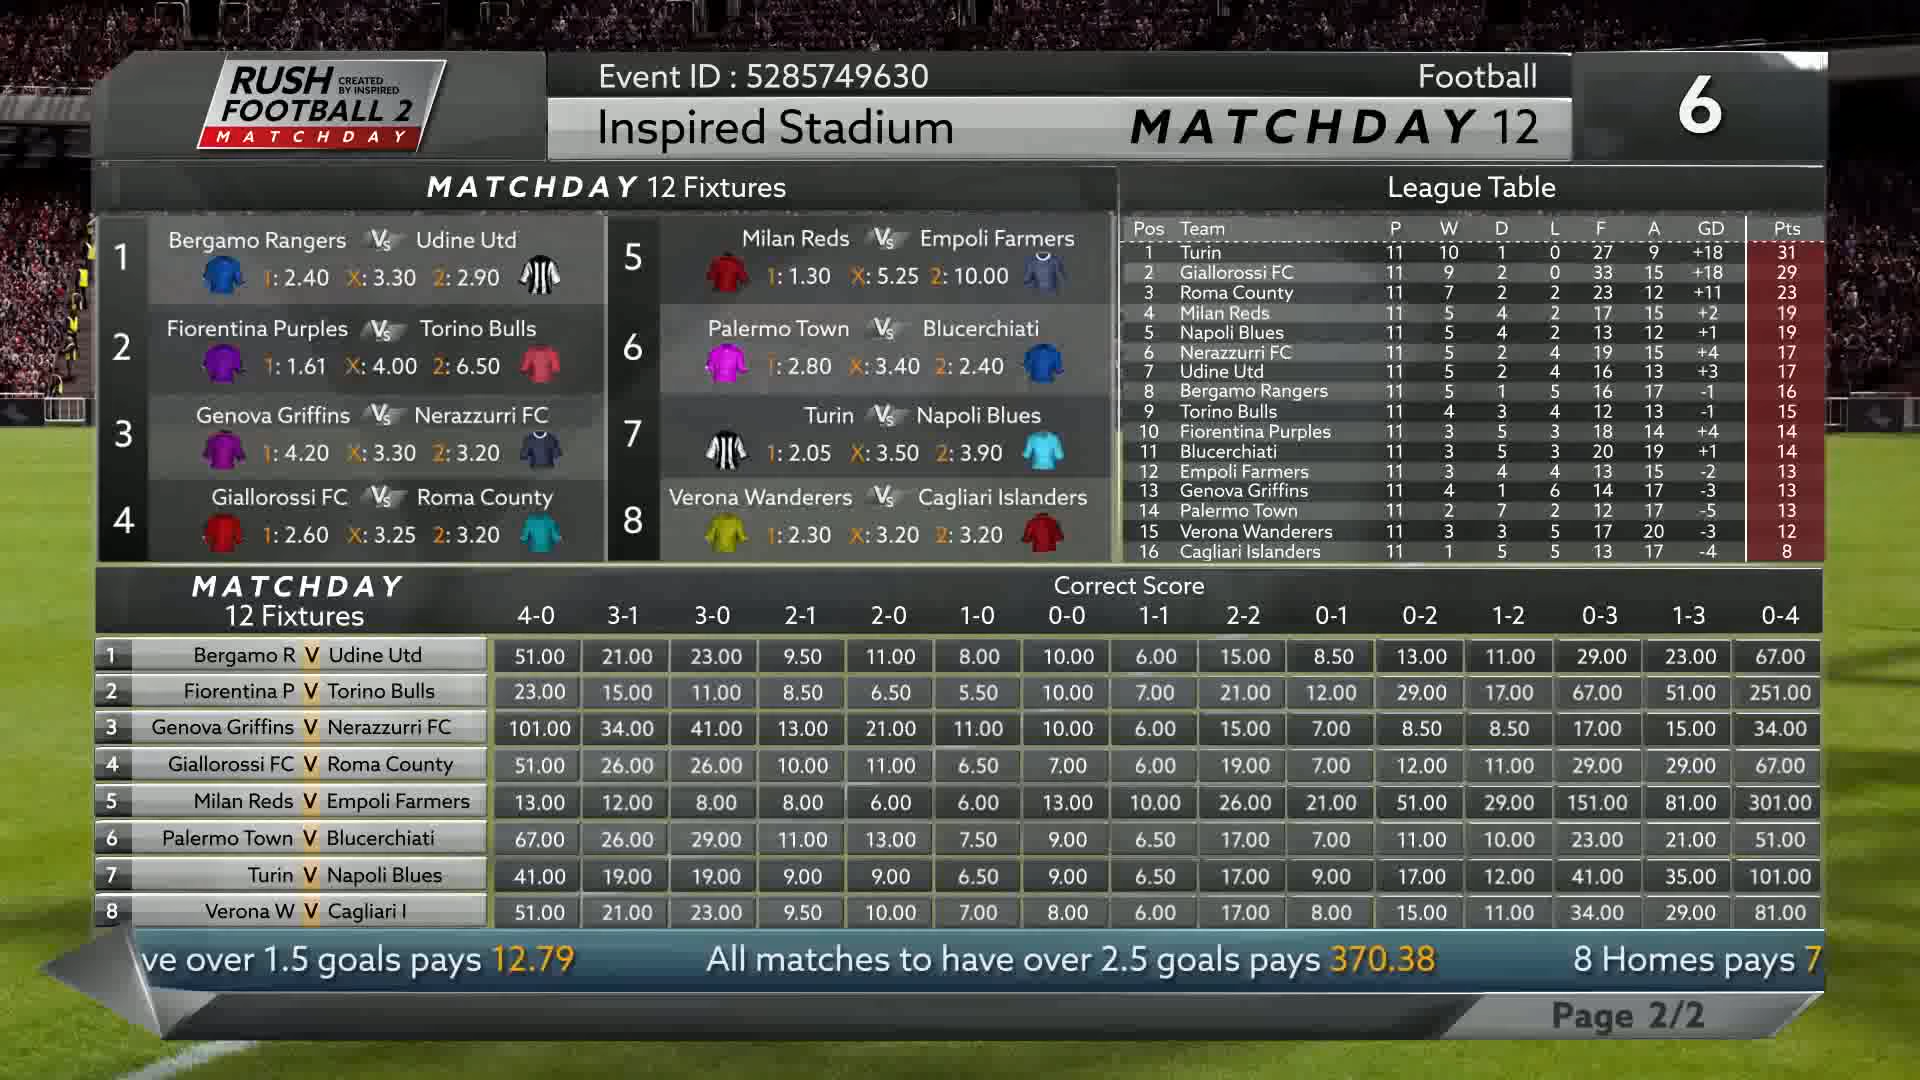 RUSH CREATED BY INSPIRED
FOOTBALL 2
MATCHDAY
Event ID : 5285749630 Football
Inspired Stadium MATCHDAY 12
6
MATCHDAY 12 Fixtures
1 Bergamo Rangers Vs Udine Utd
1: 2.40 X: 3.30 2: 2.90
2 Fiorentina Purples Vs Torino Bulls
1: 1.61 X: 4.00 2: 6.50
3 Genova Griffins Vs Nerazzurri FC
1: 4.20 X: 3.30 2: 3.20
4 Giallorossi FC Vs Roma County
1: 2.60 X: 3.25 2: 3.20
5 Milan Reds Vs Empoli Farmers
1: 1.30 X: 5.25 2: 10.00
6 Palermo Town Vs Blucerchiati
1: 2.80 X: 3.40 2: 2.40
7 Turin Vs Napoli Blues
1: 2.05 X: 3.50 2: 3.90
8 Verona Wanderers Vs Cagliari Islanders
1: 2.30 X: 3.20 2: 3.20
League Table
Pos Team P W D L F A GD Pts
1 Turin 11 10 1 0 27 9 +18 31
2 Giallorossi FC 11 9 2 0 33 15 +18 29
3 Roma County 11 7 2 2 23 12 +11 23
4 Milan Reds 11 5 4 2 17 15 +2 19
5 Napoli Blues 11 5 4 2 13 12 +1 19
6 Nerazzurri FC 11 5 2 4 19 15 +4 17
7 Udine Utd 11 5 2 4 16 13 +3 17
8 Bergamo Rangers 11 5 1 5 16 17 -1 16
9 Torino Bulls 11 4 3 4 12 13 -1 15
10 Fiorentina Purples 11 3 5 3 18 14 +4 14
11 Blucerchiati 11 3 5 3 20 19 +1 14
12 Empoli Farmers 11 3 4 4 13 15 -2 13
13 Genova Griffins 11 4 1 6 14 17 -3 13
14 Palermo Town 11 2 7 2 12 17 -5 13
15 Verona Wanderers 11 3 3 5 17 20 -3 12
16 Cagliari Islanders 11 1 5 5 13 17 -4 8
MATCHDAY
12 Fixtures
Correct Score
4-0 3-1 3-0 2-1 2-0 1-0 0-0 1-1 2-2 0-1 0-2 1-2 0-3 1-3 0-4
1 Bergamo R V Udine Utd 51.00 21.00 23.00 9.50 11.00 8.00 10.00 6.00 15.00 8.50 13.00 11.00 29.00 23.00 67.00
2 Fiorentina P V Torino Bulls 23.00 15.00 11.00 8.50 6.50 5.50 10.00 7.00 21.00 12.00 29.00 17.00 67.00 51.00 251.00
3 Genova Griffins V Nerazzurri FC 101.00 34.00 41.00 13.00 21.00 11.00 10.00 6.00 15.00 7.00 8.50 8.50 17.00 15.00 34.00
4 Giallorossi FC V Roma County 51.00 26.00 26.00 10.00 11.00 6.50 7.00 6.00 19.00 7.00 12.00 11.00 29.00 29.00 67.00
5 Milan Reds V Empoli Farmers 13.00 12.00 8.00 8.00 6.00 6.00 13.00 10.00 26.00 21.00 51.00 29.00 151.00 81.00 301.00
6 Palermo Town V Blucerchiati 67.00 26.00 29.00 11.00 13.00 7.50 9.00 6.50 17.00 7.00 11.00 10.00 23.00 21.00 51.00
7 Turin V Napoli Blues 41.00 19.00 19.00 9.00 9.00 6.50 9.00 6.50 17.00 9.00 17.00 12.00 41.00 35.00 101.00
8 Verona W V Cagliari I 51.00 21.00 23.00 9.50 10.00 7.00 8.00 6.00 17.00 8.00 15.00 11.00 34.00 29.00 81.00
ve over 1.5 goals pays 12.79 All matches to have over 2.5 goals pays 370.38 8 Homes pays 7
Page 2/2